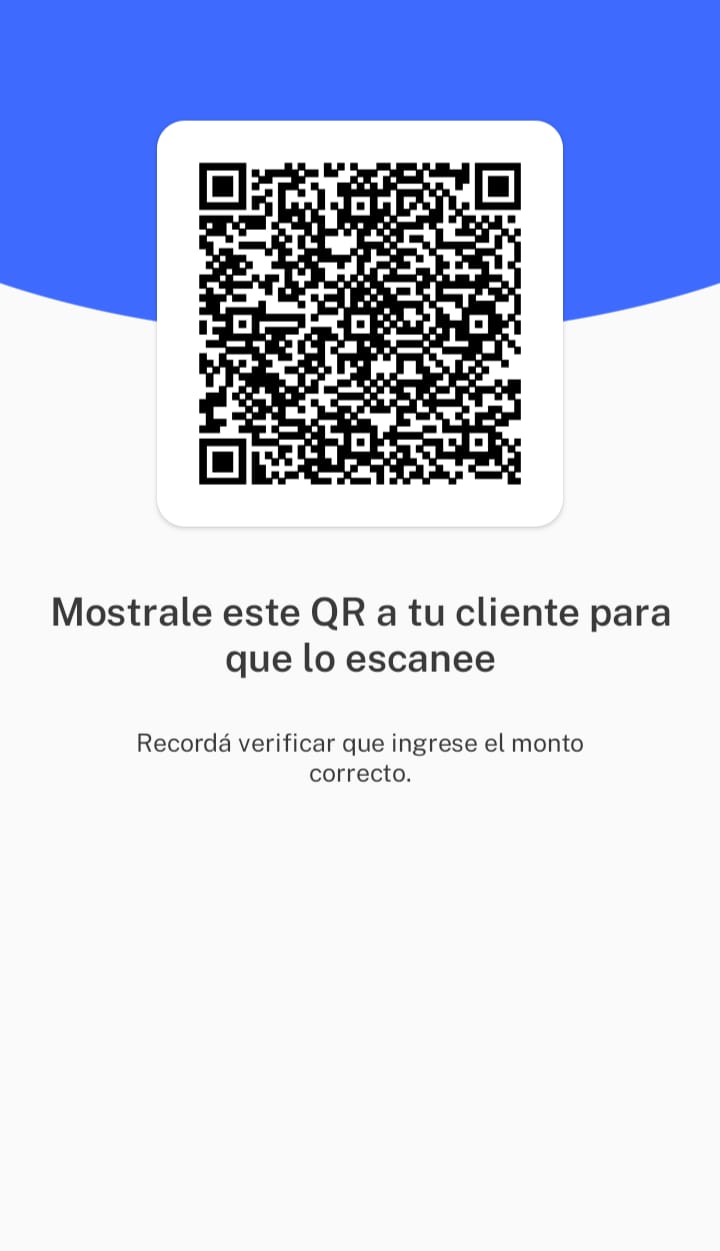 Mostrale este QR a tu cliente para
que lo escanee
Recordá verificar que ingrese el monto
correcto.